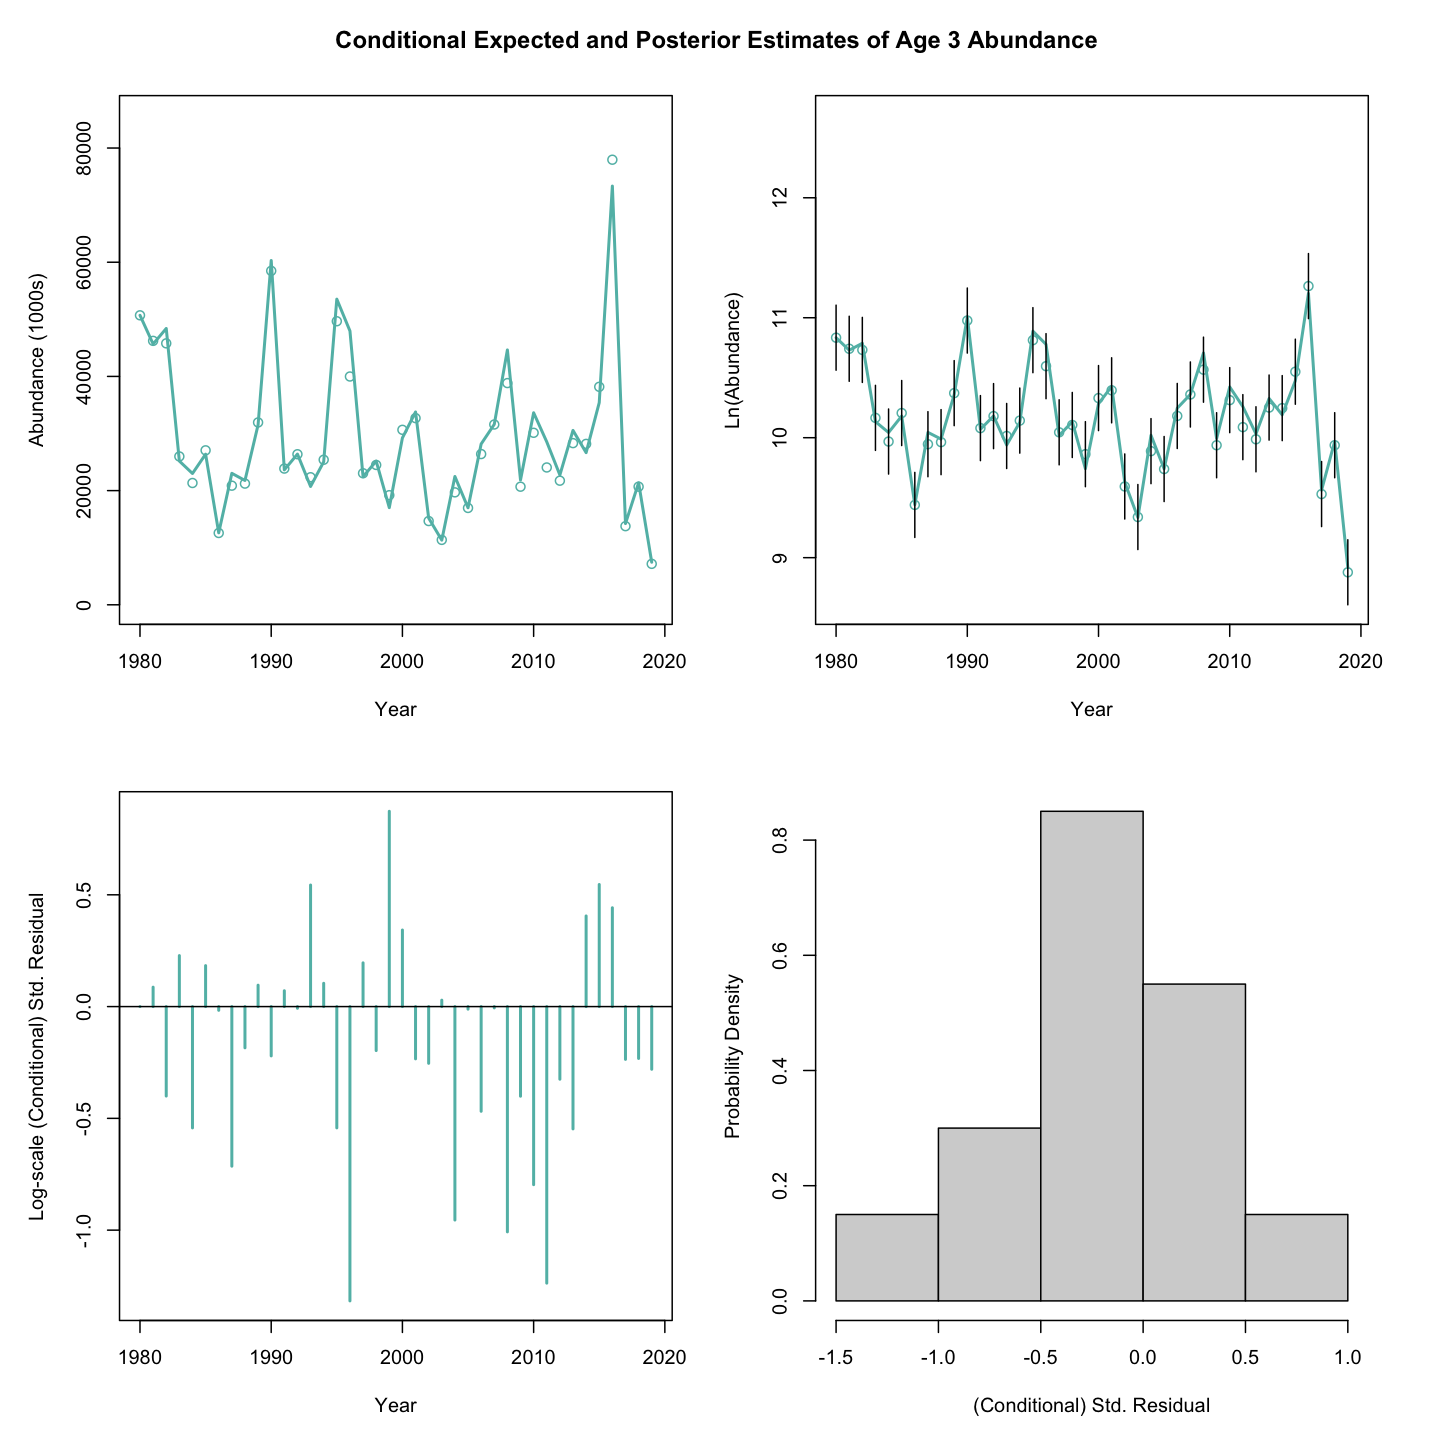 Conditional Expected and Posterior Estimates of Age 3 Abundance
Abundance (1000s)
80000
60000
40000
20000
0
1980 1990 2000 2010 2020
Year
Ln(Abundance)
12
11
10
9
1980 1990 2000 2010 2020
Year
Log-scale (Conditional) Std. Residual
0.5
0.0
-0.5
-1.0
1980 1990 2000 2010 2020
Year
Probability Density
0.8
0.6
0.4
0.2
0.0
-1.5 -1.0 -0.5 0.0 0.5 1.0
(Conditional) Std. Residual